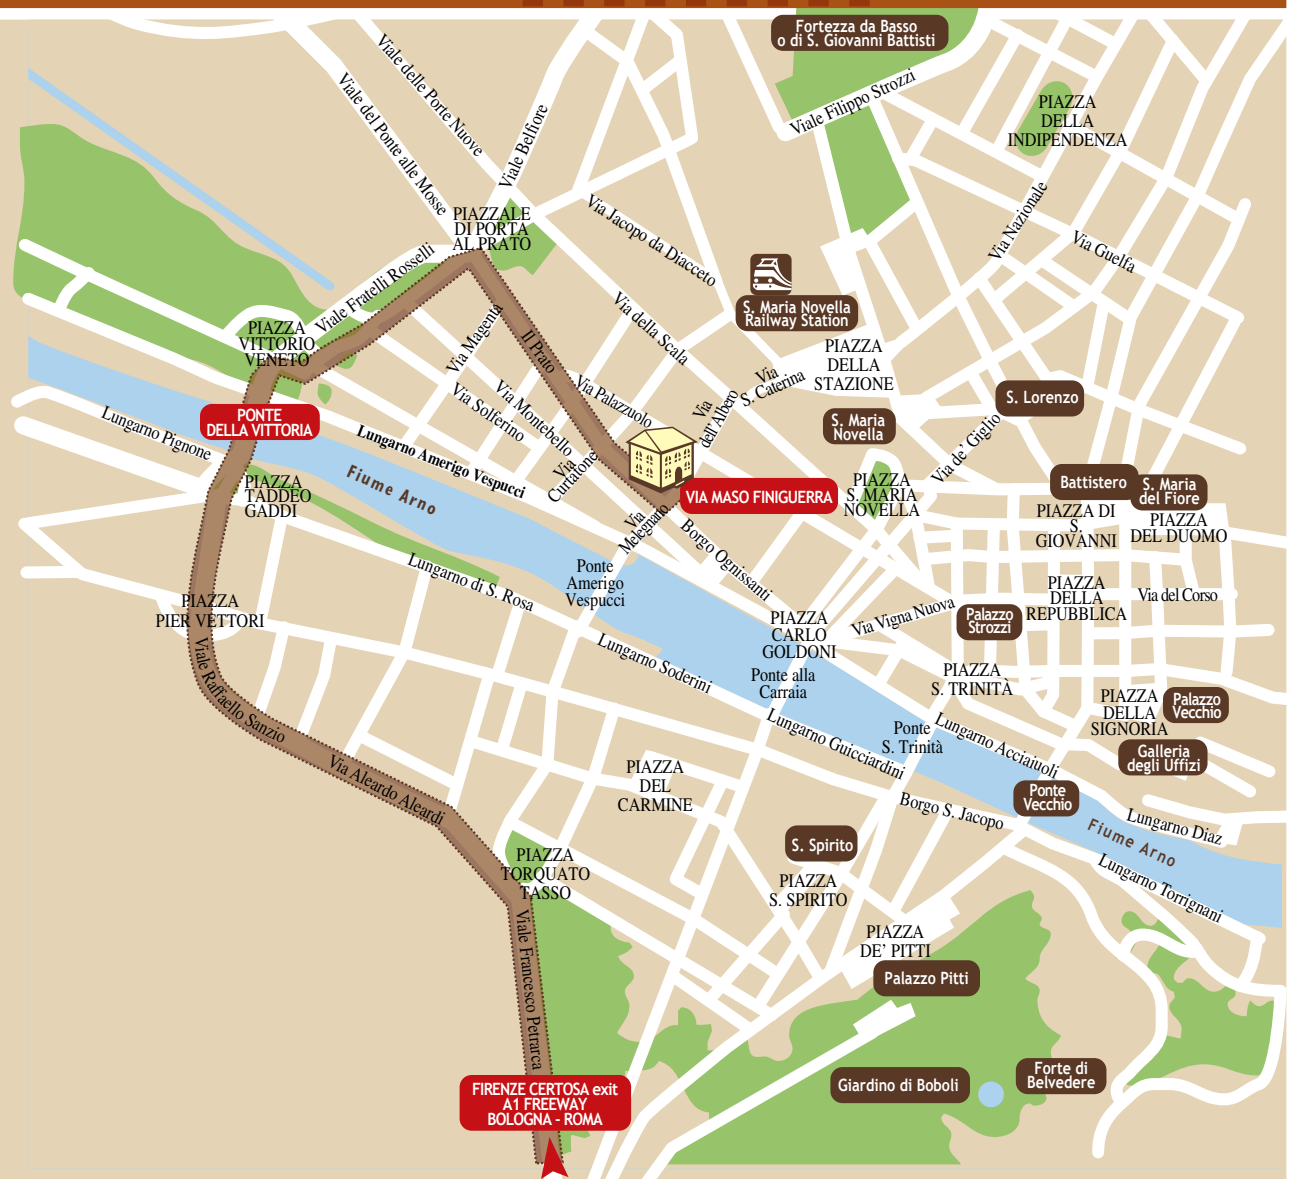 Fortezza da Basso
o di S. Giovanni Battisti
Viale delle Porte Nuove
Viale del Ponte alle Mosse
Viale Belfiore
Viale Filippo Strozzi
PIAZZA
DELLA
INDIPENDENZA
PIAZZALE
DI PORTA
AL PRATO
Via Jacopo da Diacceto
Via Nazionale
Via Guelfa
Viale Fratelli Rosselli
S. Maria Novella
Railway Station
PIAZZA
VITTORIO
VENETO
Via Magenta
Il Prato
Via della Scala
PIAZZA
DELLA
STAZIONE
Via
S. Caterina
Via Palazzuolo
Via
dell'Albero
Via Solferino
Via Montebello
S. Lorenzo
S. Maria
Novella
Via de' Giglio
PONTE
DELLA VITTORIA
Lungarno Pignone
Lungarno Amerigo Vespucci
Fiume Arno
Via
Curtatone
VIA MASO FINIGUERRA
PIAZZA
S. MARIA
NOVELLA
Battistero
S. Maria
del Fiore
PIAZZA DI
S.
GIOVANNI
PIAZZA
DEL DUOMO
PIAZZA
TADDEO
GADDI
Via
Melegnano
Borgo Ognissanti
Lungarno di S. Rosa
Ponte
Amerigo
Vespucci
PIAZZA
DELLA
REPUBBLICA
Via del Corso
PIAZZA
PIER VETTORI
PIAZZA
CARLO
GOLDONI
Via Vigna Nuova
Palazzo
Strozzi
Viale Raffaello Sanzio
Lungarno Soderini
Ponte alla
Carraia
PIAZZA
S. TRINITÀ
PIAZZA
DELLA
SIGNORIA
Palazzo
Vecchio
Lungarno Guicciardini
Ponte
S. Trinità
Lungarno Acciaiuoli
Galleria
degli Uffizi
Via Aleardo Aleardi
PIAZZA
DEL
CARMINE
Borgo S. Jacopo
Ponte
Vecchio
Fiume Arno
Lungarno Diaz
Lungarno Torrignani
S. Spirito
PIAZZA
S. SPIRITO
PIAZZA
TORQUATO
TASSO
Viale Francesco Petrarca
PIAZZA
DE' PITTI
Palazzo Pitti
Giardino di Boboli
Forte di
Belvedere
FIRENZE CERTOSA exit
A1 FREEWAY
BOLOGNA - ROMA